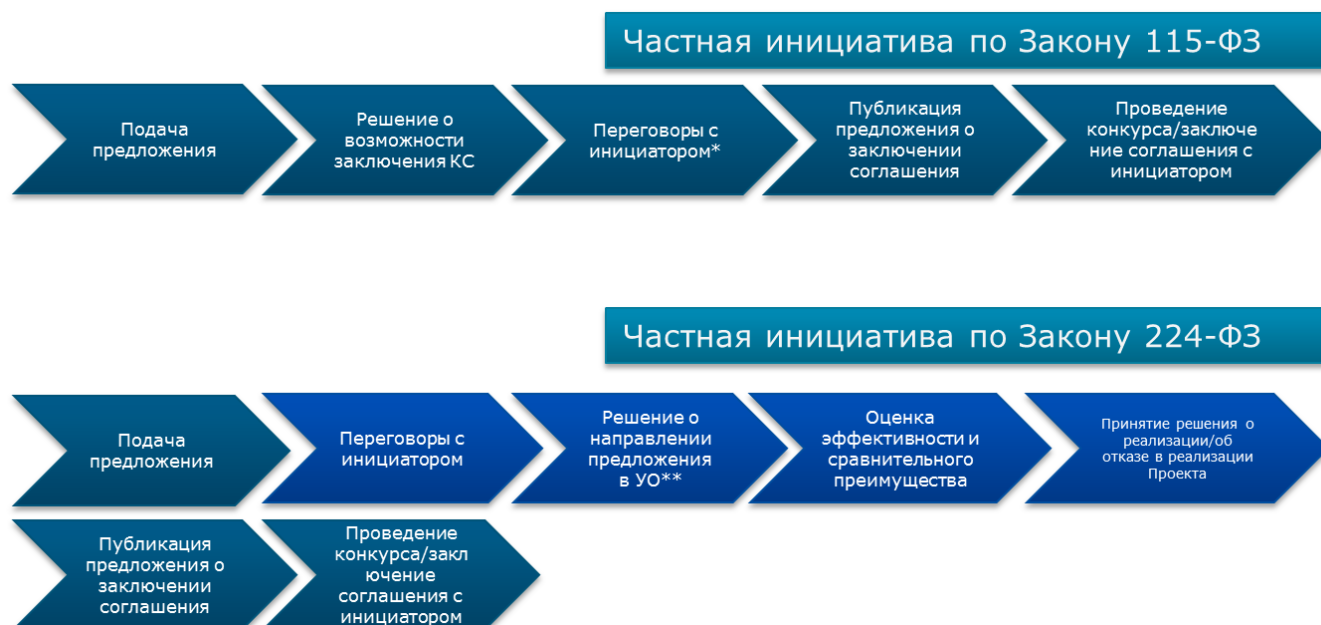 Частная инициатива по Закону 115-ФЗ
Подача
предложения
Решение о
возможности
заключения КС
Переговоры с
инициатором*
Публикация
предложения о
заключении
соглашения
Проведение
конкурса/заключе
ние соглашения с
инициатором
Частная инициатива по Закону 224-ФЗ
Подача
предложения
Переговоры с
инициатором
Решение о
направлении
предложения
в УО**
Оценка
эффективности и
сравнительного
преимущества
Принятие решения о
реализации/об
отказе в реализации
Проекта
Публикация
предложения о
заключении
соглашения
Проведение
конкурса/закл
ючение
соглашения с
инициатором